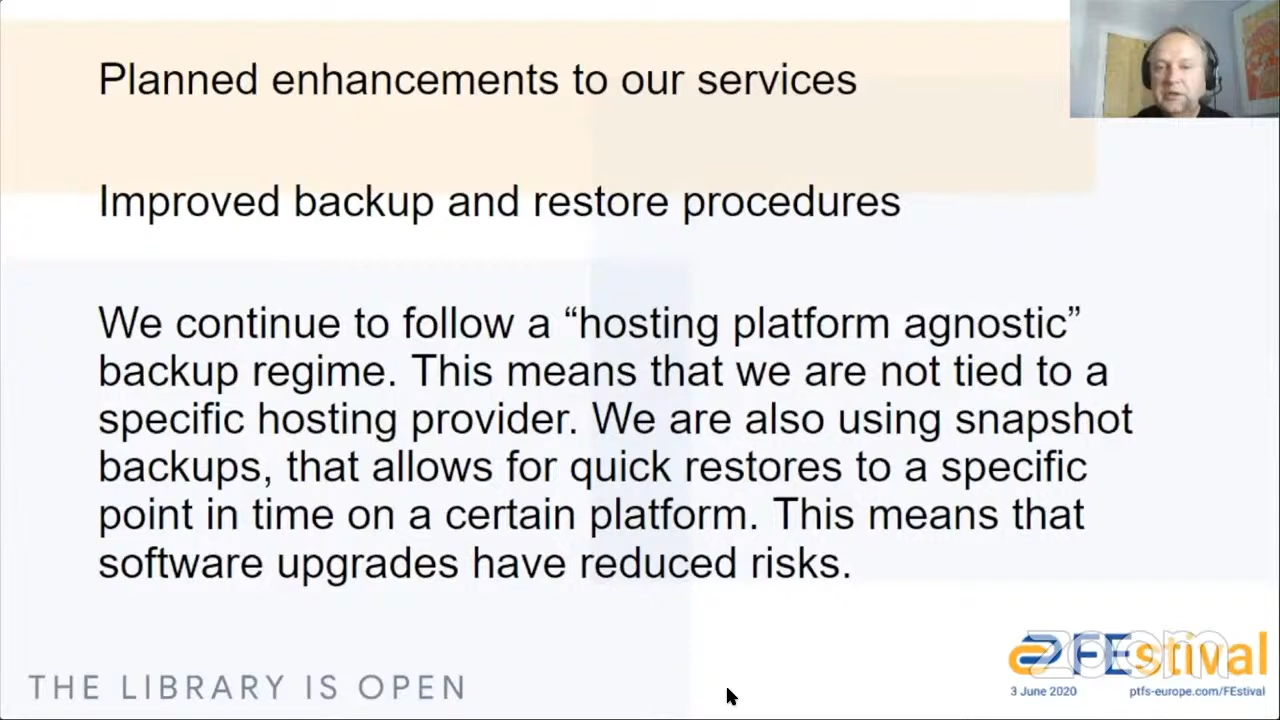 Planned enhancements to our services
Improved backup and restore procedures
We continue to follow a “hosting platform agnostic”
backup regime. This means that we are not tied to a
specific hosting provider. We are also using snapshot
backups, that allows for quick restores to a specific
point in time on a certain platform. This means that
software upgrades have reduced risks.
THE LIBRARY IS OPEN
FEstival
zoom
3 June 2020 ptfs-europe.com/FEstival